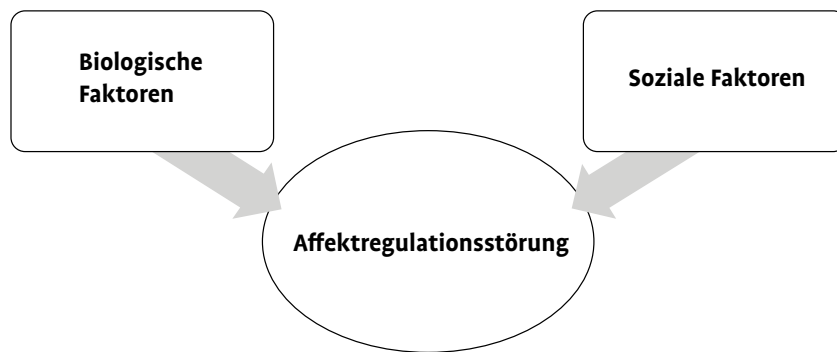 Biologische
Faktoren
Soziale Faktoren
Affektregulationsstörung